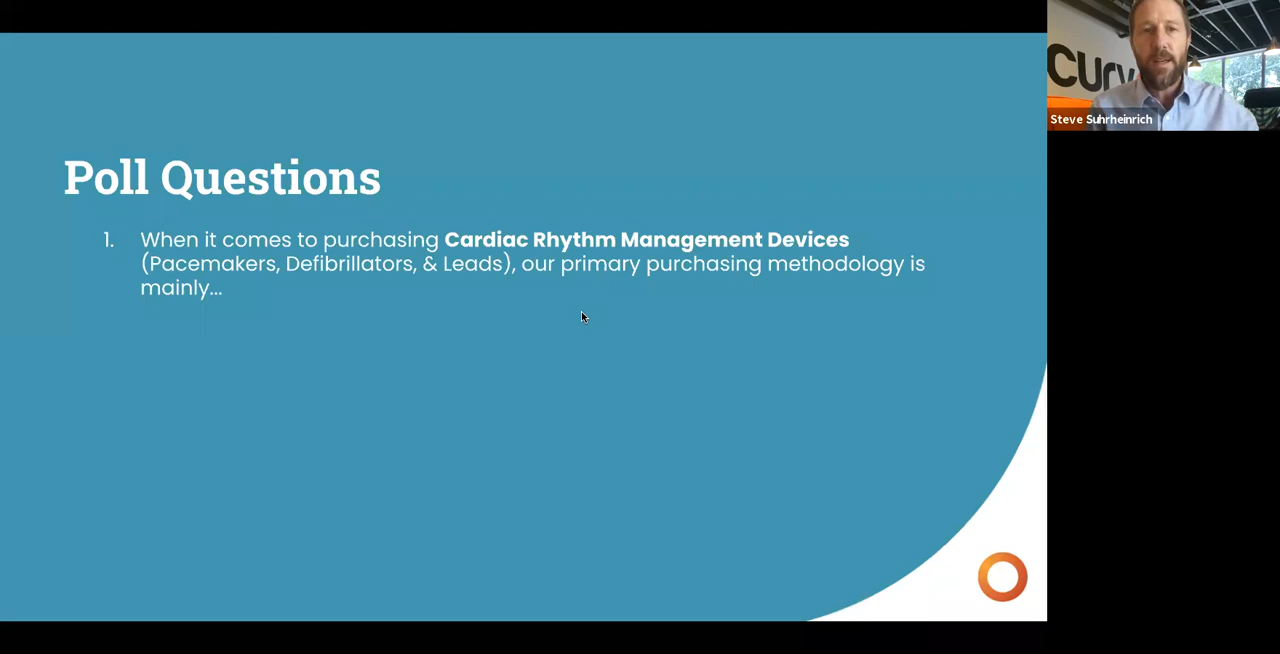 Poll Questions
1. When it comes to purchasing Cardiac Rhythm Management Devices
(Pacemakers, Defibrillators, & Leads), our primary purchasing methodology is
mainly...
curv
Steve Suhrheinrich